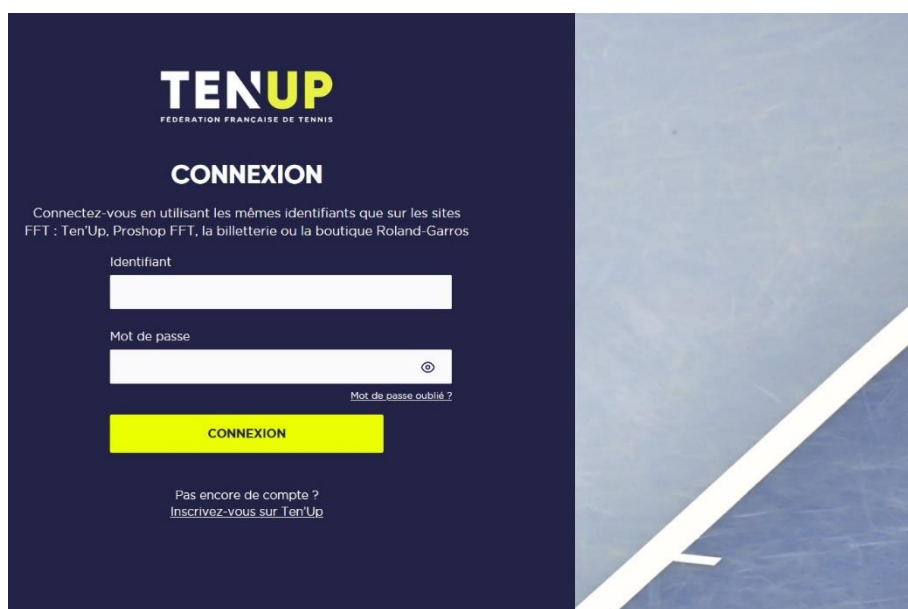 TENUP
FÉDÉRATION FRANÇAISE DE TENNIS
CONNEXION
Connectez-vous en utilisant les mêmes identifiants que sur les sites
FFT : Ten'Up, Proshop FFT, la billetterie ou la boutique Roland-Garros
Identifiant
Mot de passe
Mot de passe oublié ?
CONNEXION
Pas encore de compte ?
Inscrivez-vous sur Ten'Up